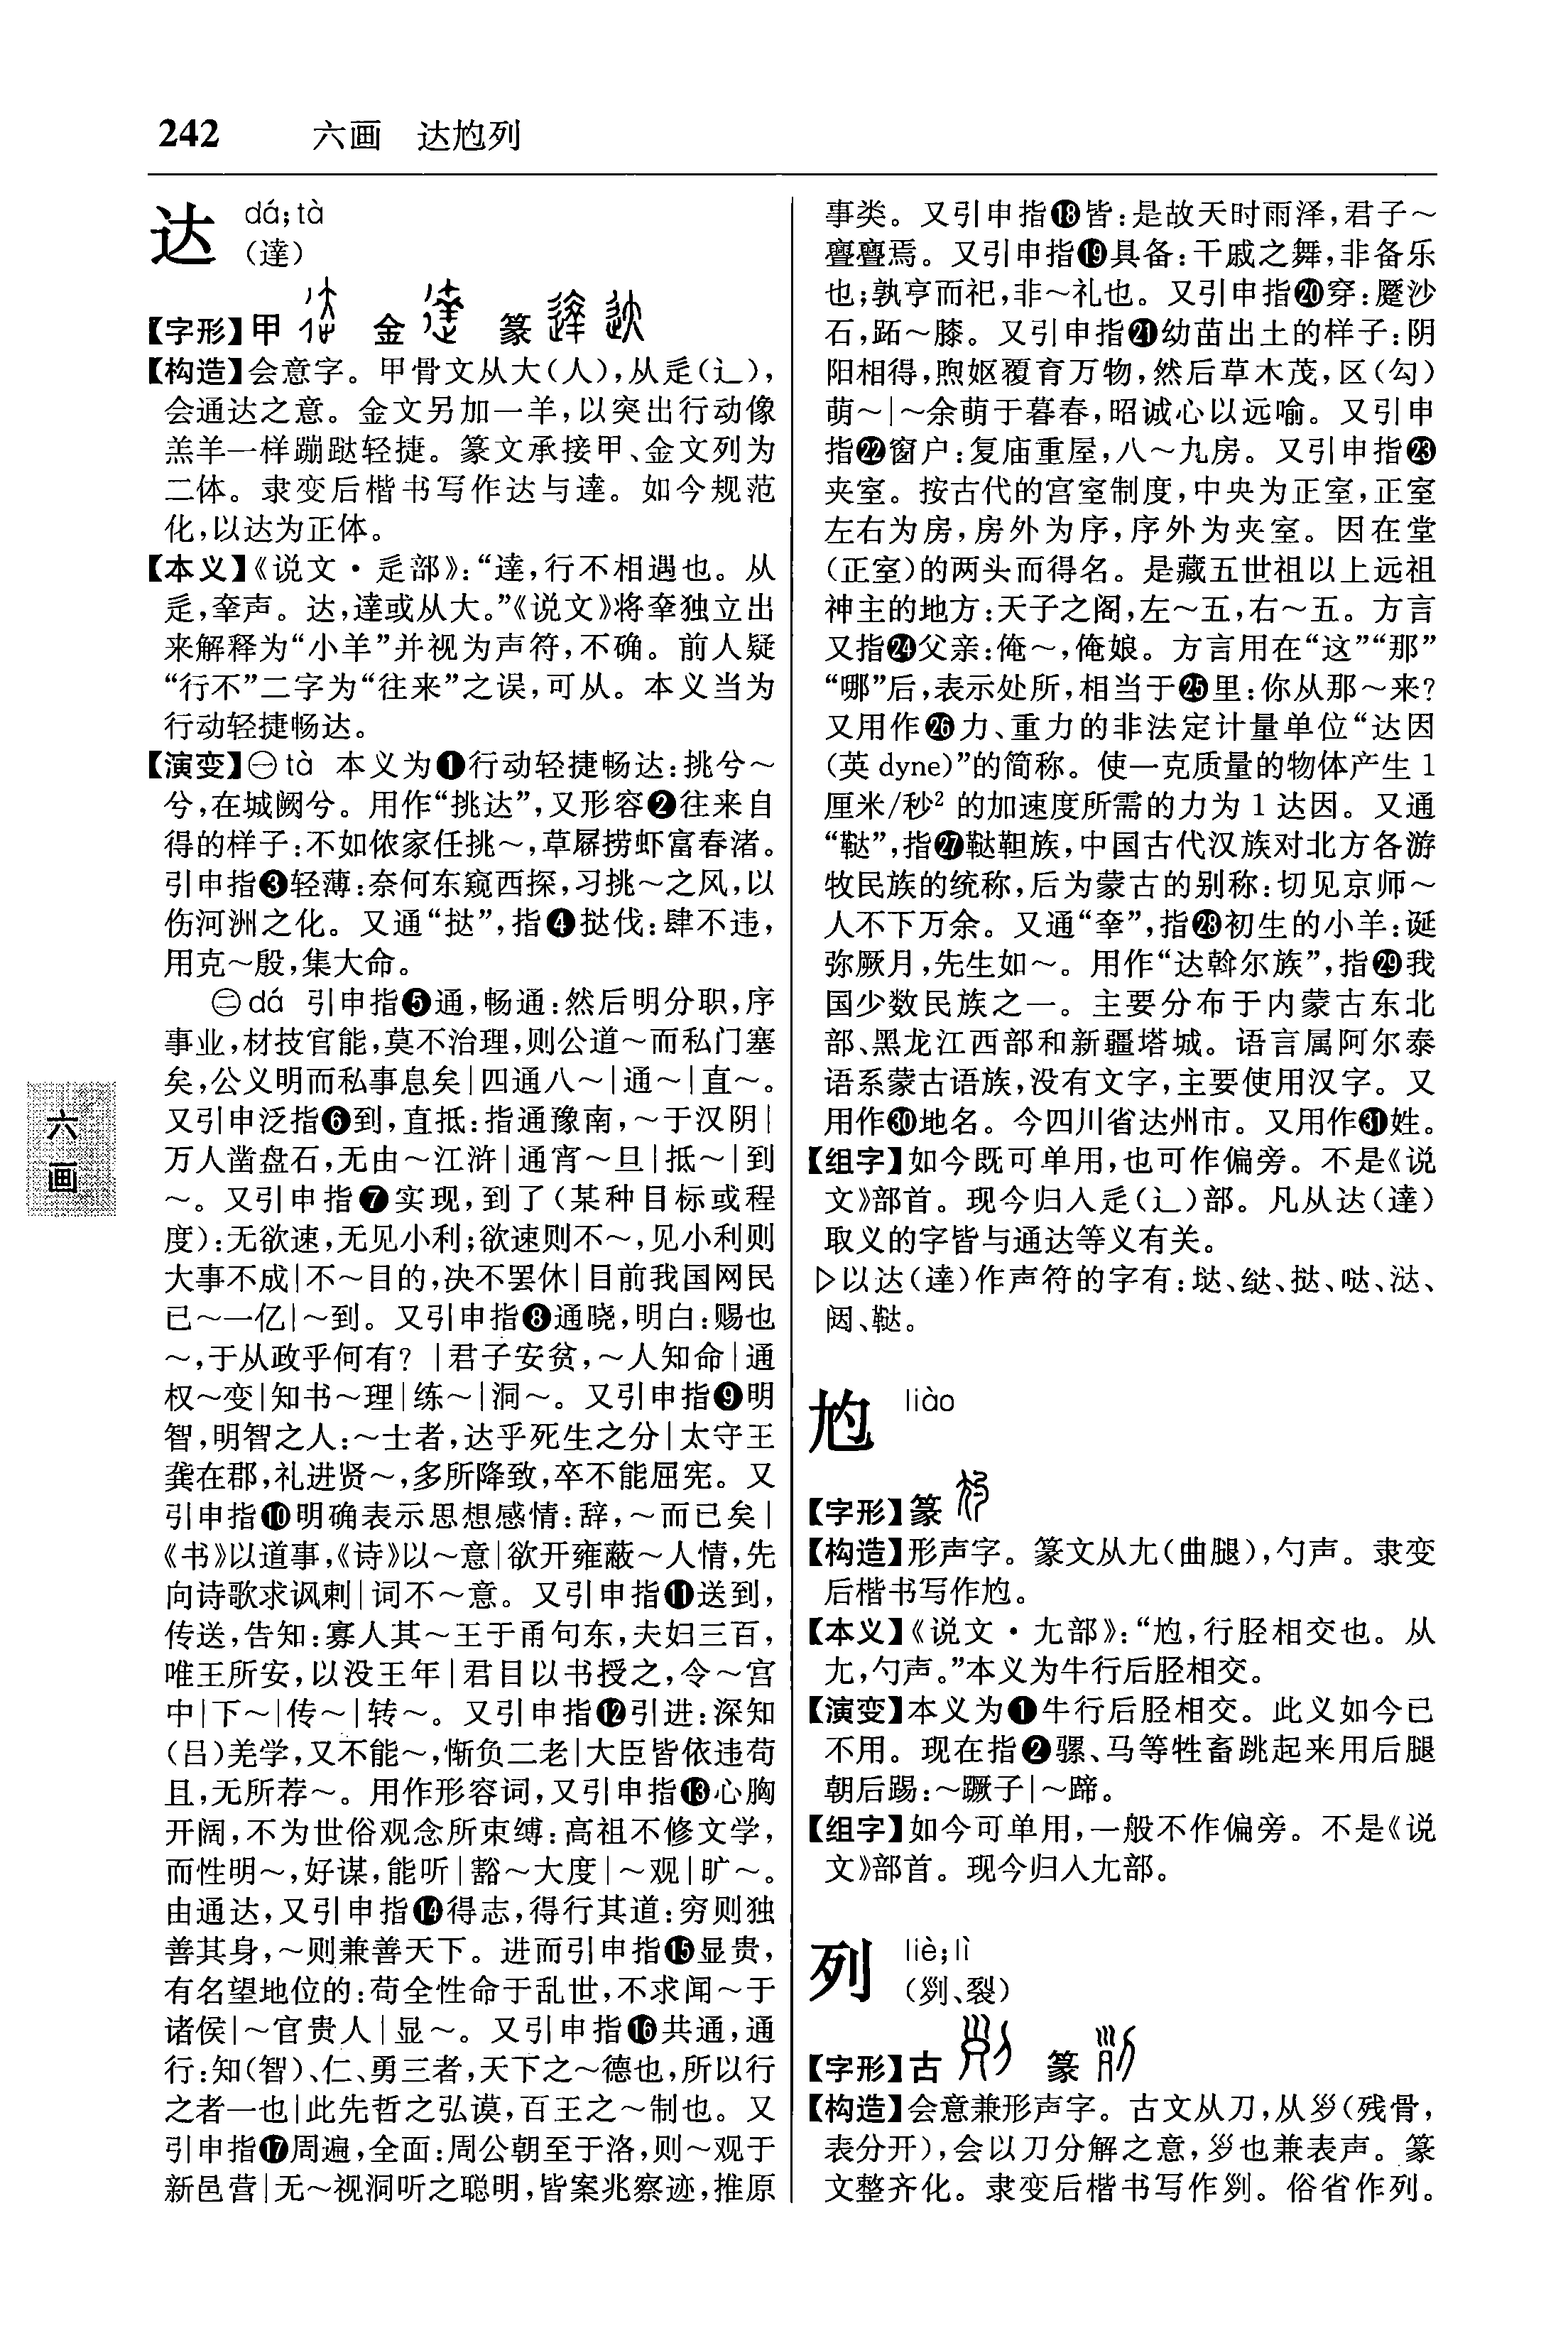 242 六画 达尥列
达 dá;tà
(達)
【字形】甲 金 篆
【构造】会意字。甲骨文从大(人),从辵(辶),
会通达之意。金文另加一羊,以突出行动像
羔羊一样蹦跶轻捷。篆文承接甲、金文列为
二体。隶变后楷书写作达与達。如今规范
化,以达为正体。
【本义】《说文·辵部》:“達,行不相遇也。从
辵,羍声。达,達或从大。”《说文》将羍独立出
来解释为“小羊”并视为声符,不确。前人疑
“行不”二字为“往来”之误,可从。本义当为
行动轻捷畅达。
【演变】㊀tà 本义为❶行动轻捷畅达:挑兮~
兮,在城阙兮。用作“挑达”,又形容❷往来自
得的样子:不如侬家任挑~,草屩捞虾富春渚。
引申指❸轻薄:奈何东窥西探,习挑~之风,以
伤河洲之化。又通“挞”,指❹挞伐:肆不违,
用克~殷,集大命。
㊁dá 引申指❺通,畅通:然后明分职,序
事业,材技官能,莫不治理,则公道~而私门塞
矣,公义明而私事息矣|四通八~|通~|直~。
又引申泛指❻到,直抵:指通豫南,~于汉阴|
万人凿盘石,无由~江浒|通宵~旦|抵~|到
~。又引申指❼实现,到了(某种目标或程
度):无欲速,无见小利;欲速则不~,见小利则
大事不成|不~目的,决不罢休|目前我国网民
已~一亿|~到。又引申指❽通晓,明白:赐也
~,于从政乎何有?|君子安贫,~人知命|通
权~变|知书~理|练~|洞~。又引申指❾明
智,明智之人:~士者,达乎死生之分|太守王
龚在郡,礼进贤~,多所降致,卒不能屈宪。又
引申指❿明确表示思想感情:辞,~而已矣|
《书》以道事,《诗》以~意|欲开雍蔽~人情,先
向诗歌求讽刺|词不~意。又引申指⓫送到,
传送,告知:寡人其~王于甬句东,夫妇三百,
唯王所安,以没王年|君目以书授之,令~宫
中|下~|传~|转~。又引申指⓬引进:深知
(吕)羌学,又不能~,惭负二老|大臣皆依违苟
且,无所荐~。用作形容词,又引申指⓭心胸
开阔,不为世俗观念所束缚:高祖不修文学,
而性明~,好谋,能听|豁~大度|~观|旷~。
由通达,又引申指⓮得志,得行其道:穷则独
善其身,~则兼善天下。进而引申指⓯显贵,
有名望地位的:苟全性命于乱世,不求闻~于
诸侯|~官贵人|显~。又引申指⓰共通,通
行:知(智)、仁、勇三者,天下之~德也,所以行
之者一也|此先哲之弘谟,百王之~制也。又
引申指⓱周遍,全面:周公朝至于洛,则~观于
新邑营|无~视洞听之聪明,皆案兆察迹,推原
事类。又引申指⓲皆:是故天时雨泽,君子~
亹亹焉。又引申指⓳具备:干戚之舞,非备乐
也;孰亨而祀,非~礼也。又引申指⓴穿:蹷沙
石,跖~膝。又引申指㉑幼苗出土的样子:阴
阳相得,煦妪覆育万物,然后草木茂,区(勾)
萌~|~余萌于暮春,昭诚心以远喻。又引申
指㉒窗户:复庙重屋,八~九房。又引申指㉓
夹室。按古代的宫室制度,中央为正室,正室
左右为房,房外为序,序外为夹室。因在堂
(正室)的两头而得名。是藏五世祖以上远祖
神主的地方:天子之阁,左~五,右~五。方言
又指㉔父亲:俺~,俺娘。方言用在“这”“那”
“哪”后,表示处所,相当于㉕里:你从那~来?
又用作㉖力、重力的非法定计量单位“达因
(英 dyne)”的简称。使一克质量的物体产生 1
厘米/秒² 的加速度所需的力为 1 达因。又通
“鞑”,指㉗鞑靼族,中国古代汉族对北方各游
牧民族的统称,后为蒙古的别称:切见京师~
人不下万余。又通“羍”,指㉘初生的小羊:诞
弥厥月,先生如~。用作“达斡尔族”,指㉙我
国少数民族之一。主要分布于内蒙古东北
部、黑龙江西部和新疆塔城。语言属阿尔泰
语系蒙古语族,没有文字,主要使用汉字。又
用作㉚地名。今四川省达州市。又用作㉛姓。
【组字】如今既可单用,也可作偏旁。不是《说
文》部首。现今归入辵(辶)部。凡从达(達)
取义的字皆与通达等义有关。
▷以达(達)作声符的字有:垯、䢪、挞、哒、㳠、
闼、鞑。
尥 liào
【字形】篆
【构造】形声字。篆文从尢(曲腿),勺声。隶变
后楷书写作尥。
【本义】《说文·尢部》:“尥,行胫相交也。从
尢,勺声。”本义为牛行后胫相交。
【演变】本义为❶牛行后胫相交。此义如今已
不用。现在指❷骡、马等牲畜跳起来用后腿
朝后踢:~蹶子|~蹄。
【组字】如今可单用,一般不作偏旁。不是《说
文》部首。现今归入尢部。
列 liè;lì
(𠛱、裂)
【字形】古 篆
【构造】会意兼形声字。古文从刀,从歺(残骨,
表分开),会以刀分解之意,歺也兼表声。篆
文整齐化。隶变后楷书写作𠛱。俗省作列。
六画